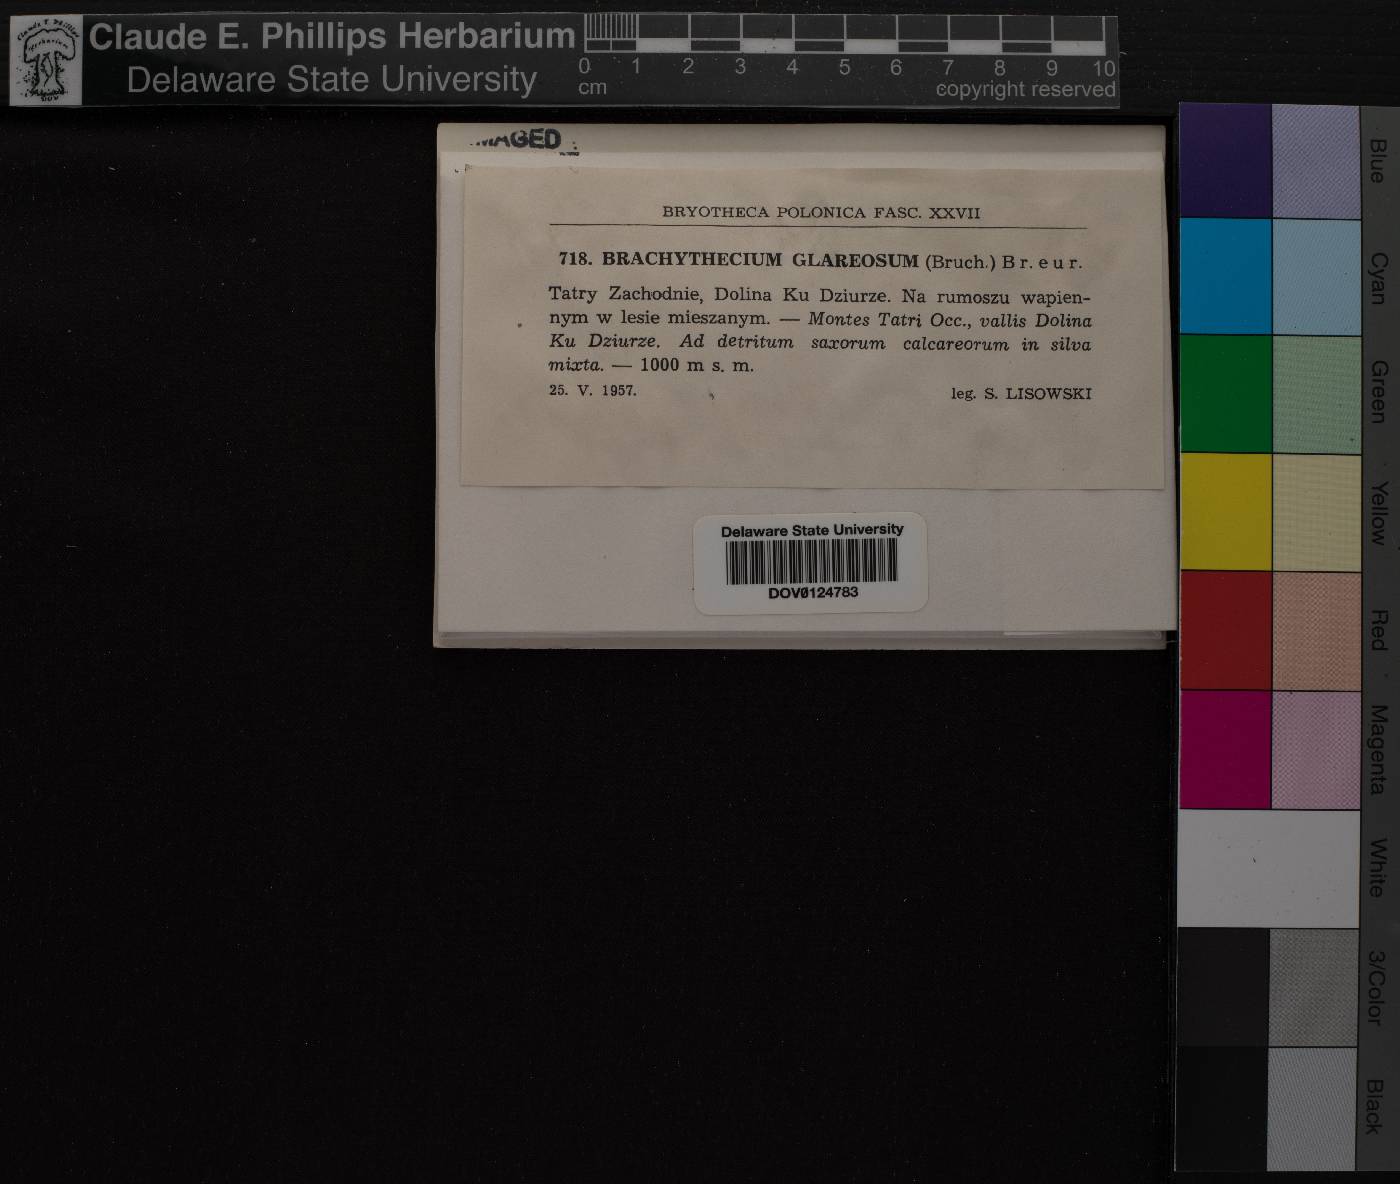 Claude E. Phillips Herbarium
Delaware State University
0 1 2 3 4 5 6 7 8 9 10
cm
copyright reserved
BRYOTHECA POLONICA FASC. XXVII
718. BRACHYTHECIUM GLAREOSUM (Bruch.) Br. eur.
Tatry Zachodnie, Dolina Ku Dziurze. Na rumoszu wapien-
nym w lesie mieszanym. — Montes Tatri Occ., vallis Dolina
Ku Dziurze. Ad detritum saxorum calcareorum in silva
mixta. — 1000 m s. m.
25. V. 1957.
leg. S. LISOWSKI
Delaware State University
DOV0124783
Blue
Cyan
Green
Yellow
Red
Magenta
White
3/Color
Black